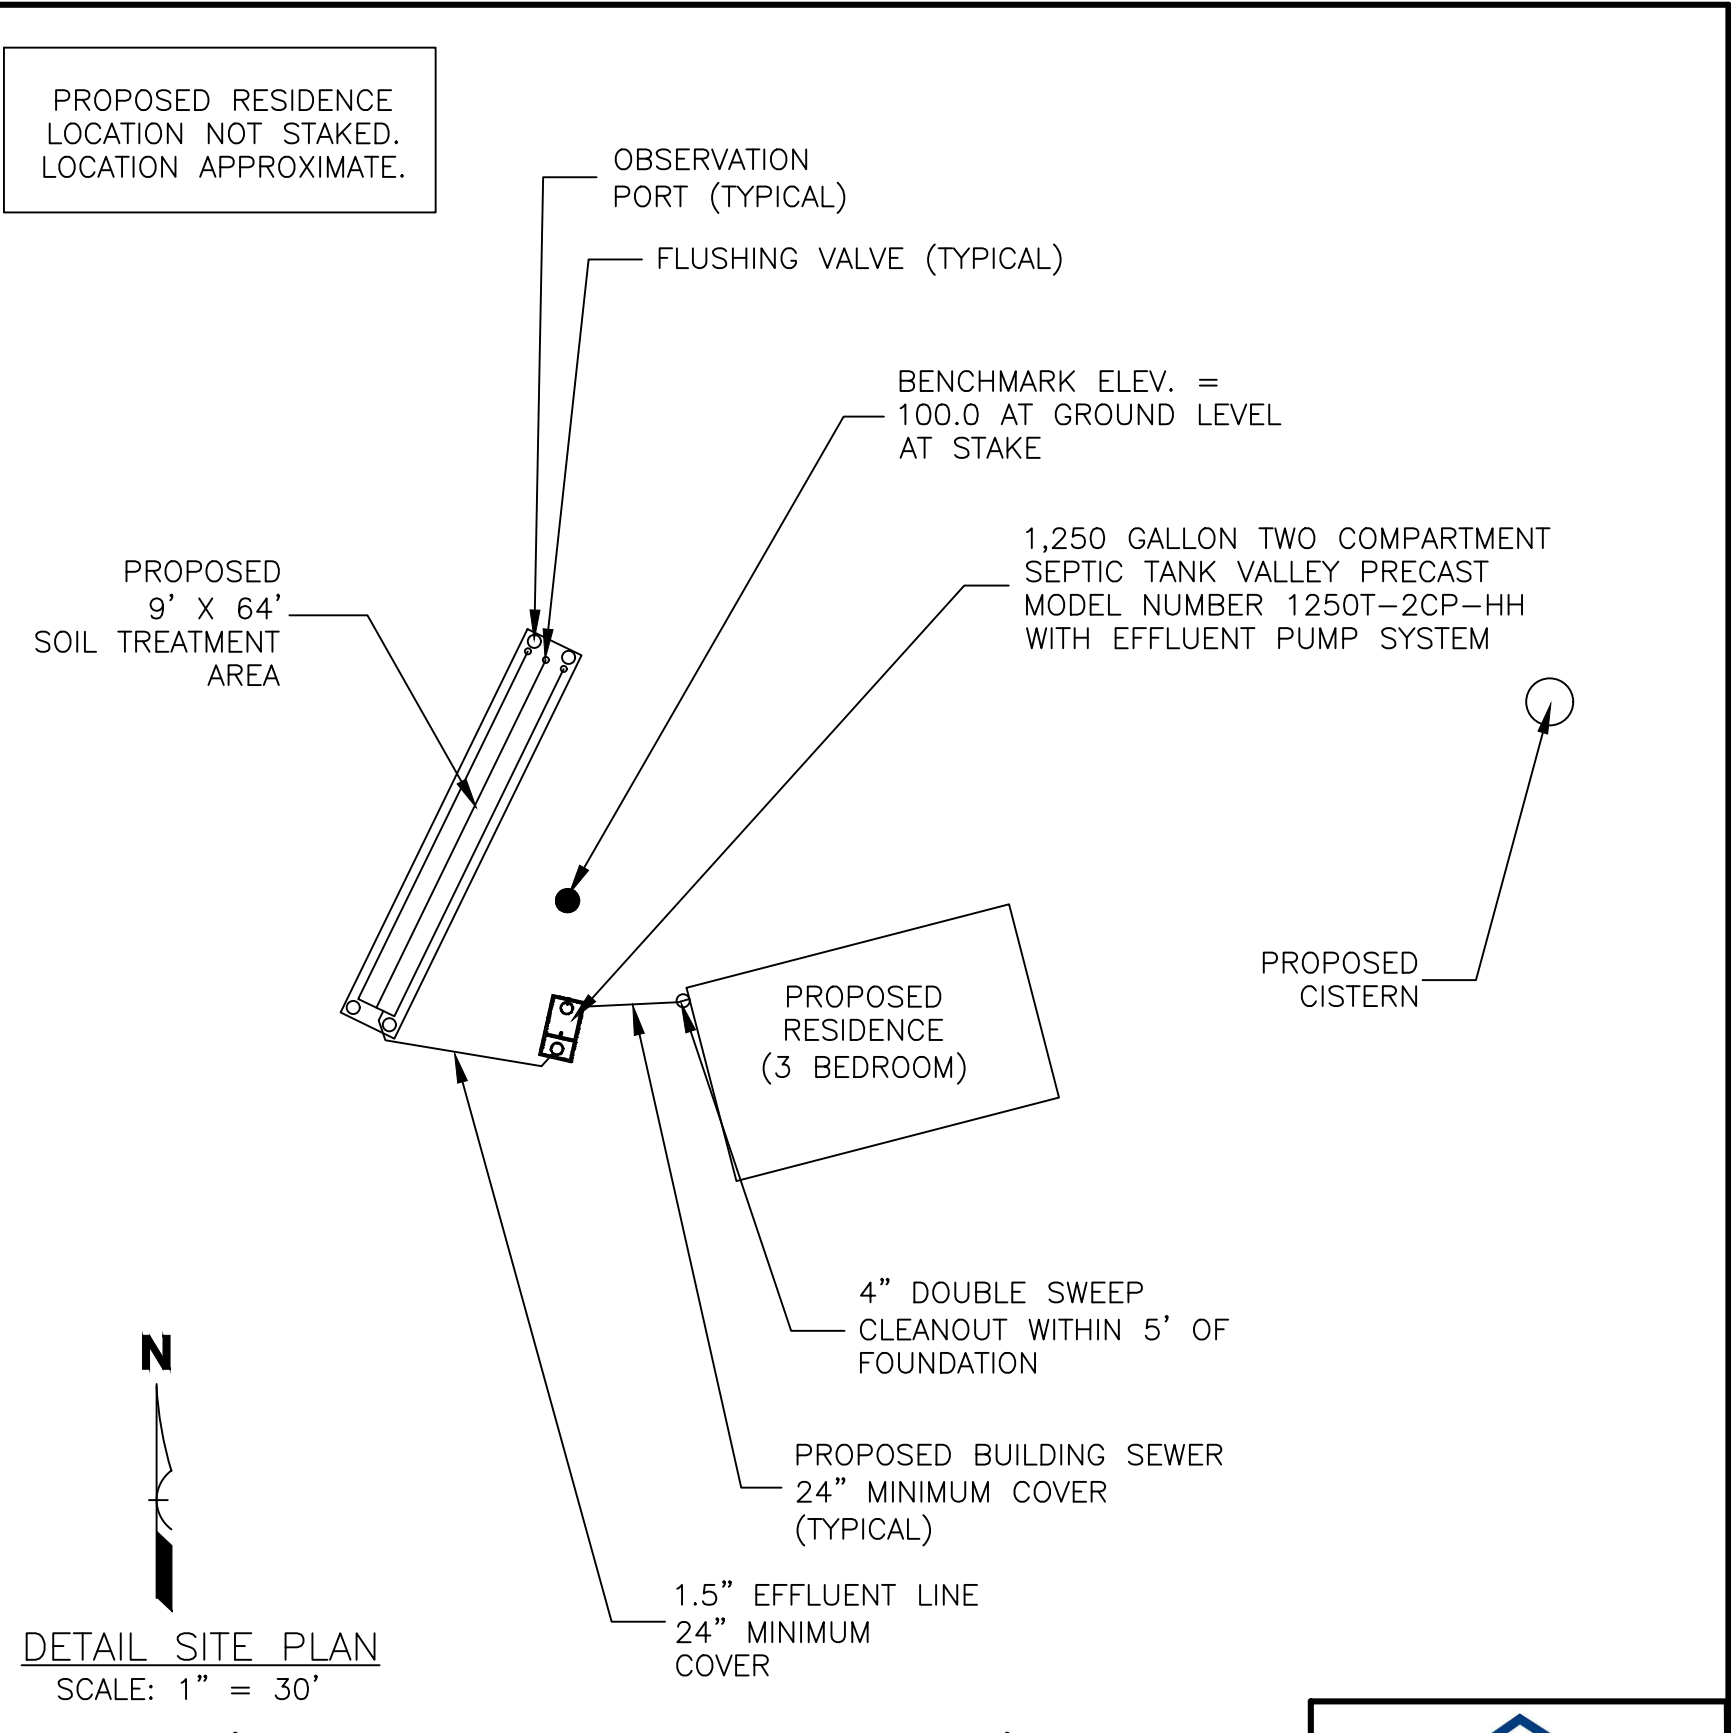 PROPOSED RESIDENCE
LOCATION NOT STAKED.
LOCATION APPROXIMATE.
OBSERVATION
PORT (TYPICAL)
FLUSHING VALVE (TYPICAL)
BENCHMARK ELEV. =
100.0 AT GROUND LEVEL
AT STAKE
1,250 GALLON TWO COMPARTMENT
SEPTIC TANK VALLEY PRECAST
MODEL NUMBER 1250T-2CP-HH
WITH EFFLUENT PUMP SYSTEM
PROPOSED
9' X 64'
SOIL TREATMENT
AREA
PROPOSED
CISTERN
PROPOSED
RESIDENCE
(3 BEDROOM)
4" DOUBLE SWEEP
CLEANOUT WITHIN 5' OF
FOUNDATION
PROPOSED BUILDING SEWER
24" MINIMUM COVER
(TYPICAL)
1.5" EFFLUENT LINE
24" MINIMUM
COVER
N
DETAIL SITE PLAN
SCALE: 1" = 30'